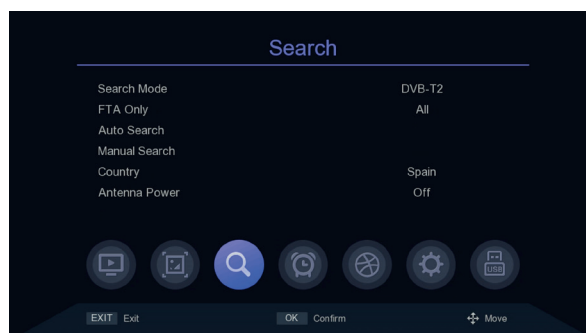 Search
Search Mode DVB-T2
FTA Only All
Auto Search
Manual Search
Country Spain
Antenna Power Off
USB
EXIT Exit OK Confirm Move